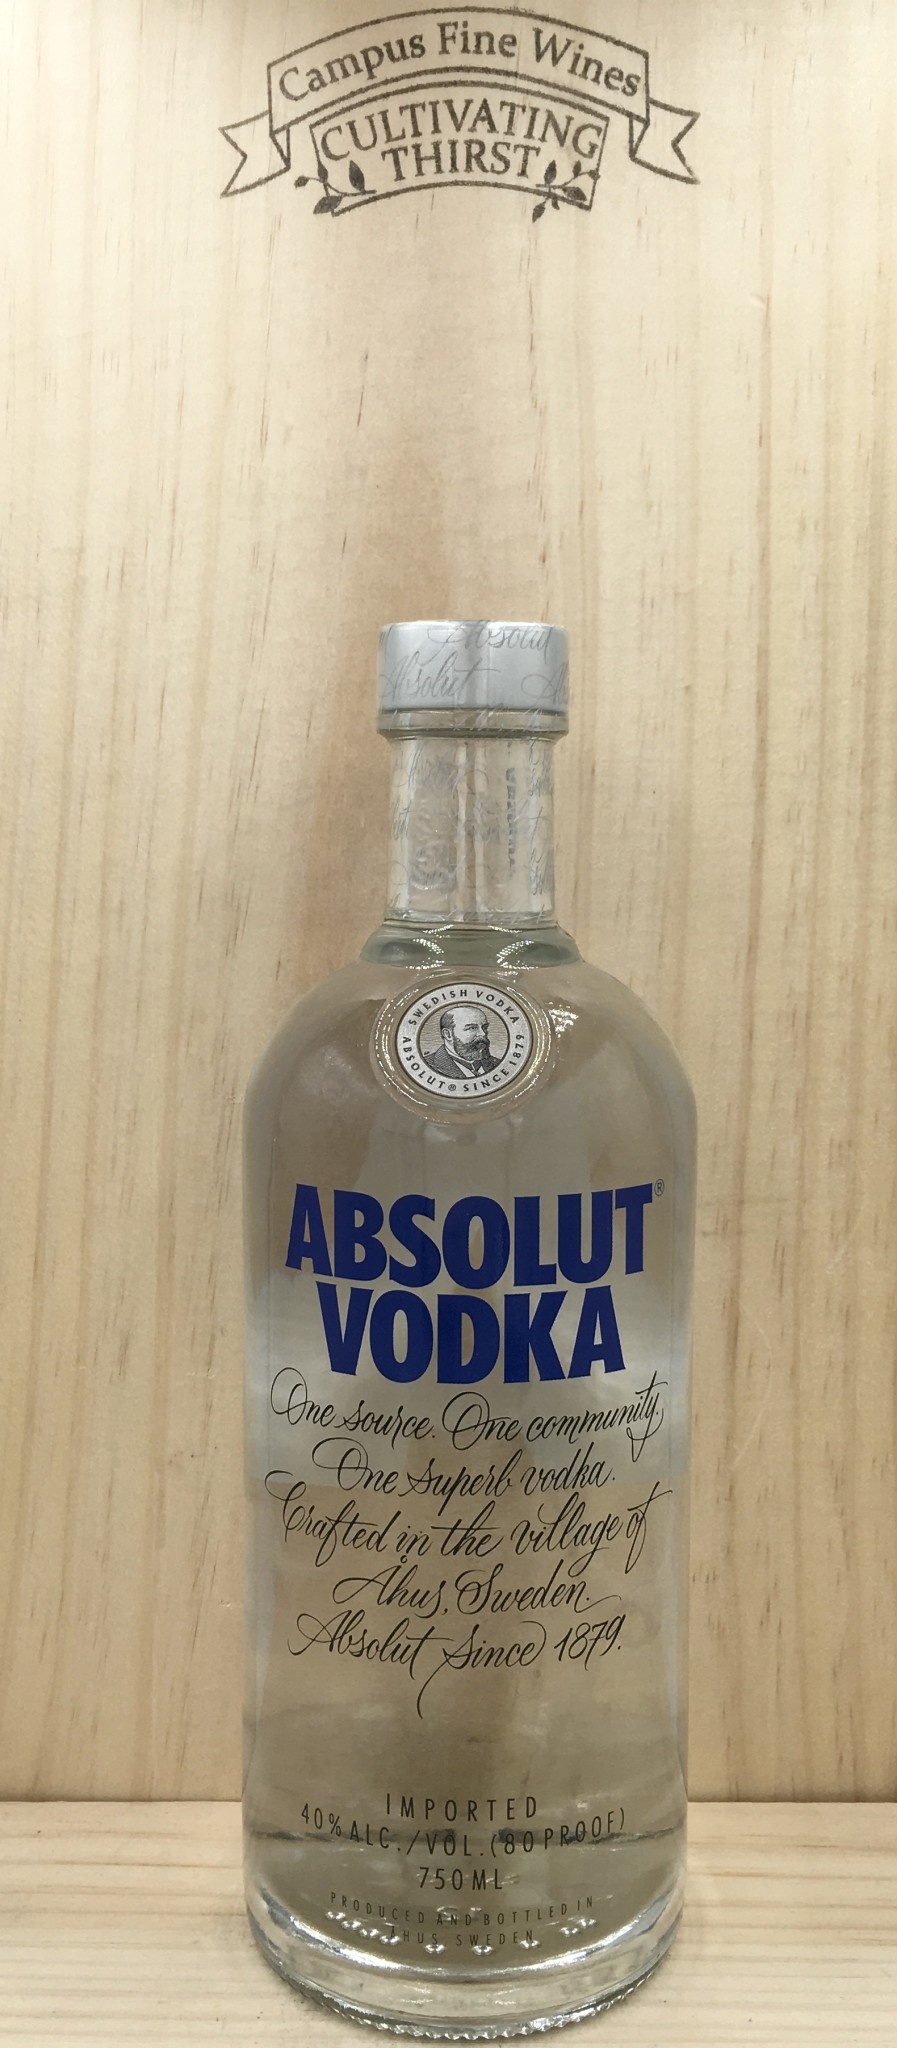 Campus Fine Wines
CULTIVATING
THIRST
Absolut
Absolut
SWEDISH VODKA
ABSOLUT® SINCE 1879
ABSOLUT®
VODKA
One source. One community.
One superb vodka.
Crafted in the village of
Åhus, Sweden.
Absolut Since 1879.
IMPORTED
40% ALC./VOL. (80 PROOF)
750ML
PRODUCED AND BOTTLED IN
ÅHUS SWEDEN